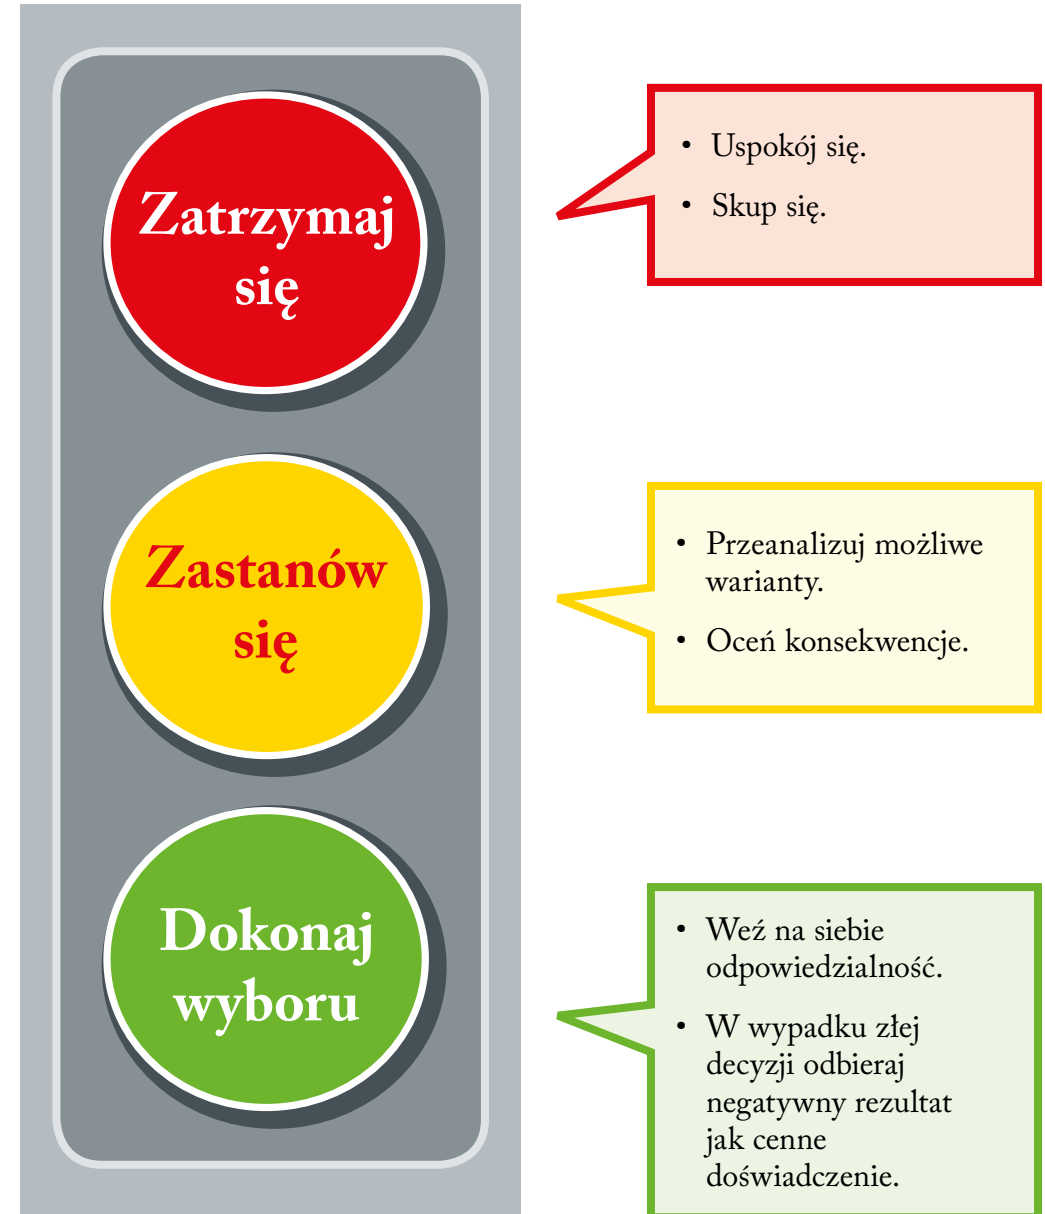 Zatrzymaj
się
• Uspokój się.
• Skup się.
Zastanów
się
• Przeanalizuj możliwe
warianty.
• Oceń konsekwencje.
Dokonaj
wyboru
• Weź na siebie
odpowiedzialność.
• W wypadku złej
decyzji odbieraj
negatywny rezultat
jak cenne
doświadczenie.